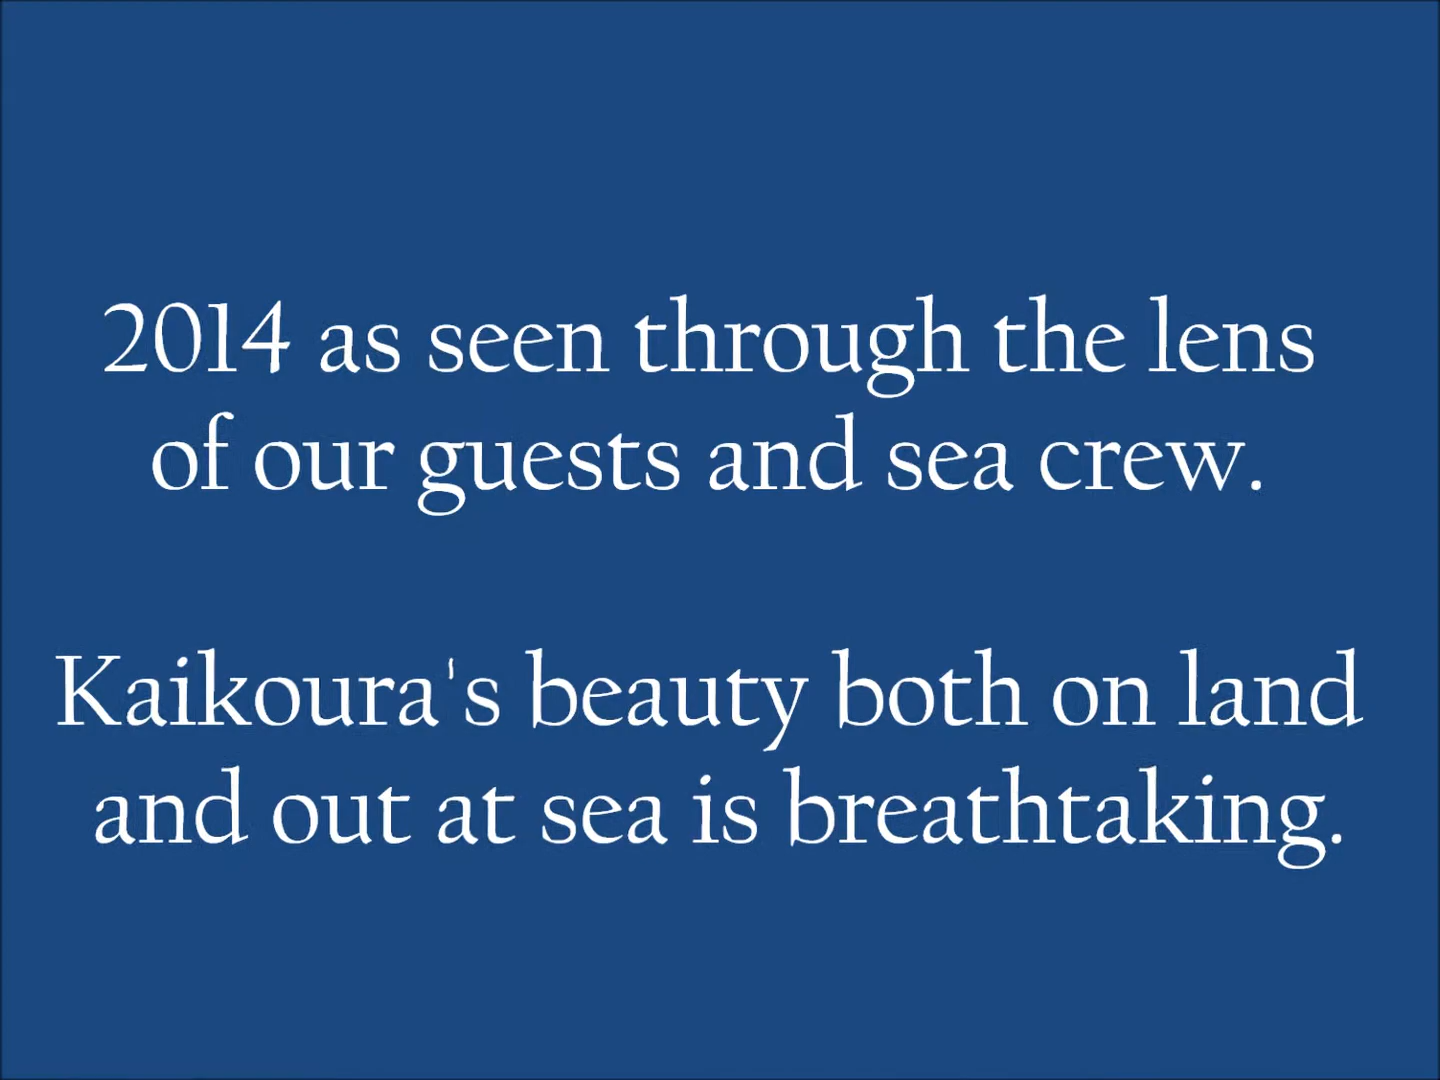 2014 as seen through the lens
of our guests and sea crew.
Kaikoura's beauty both on land
and out at sea is breathtaking.